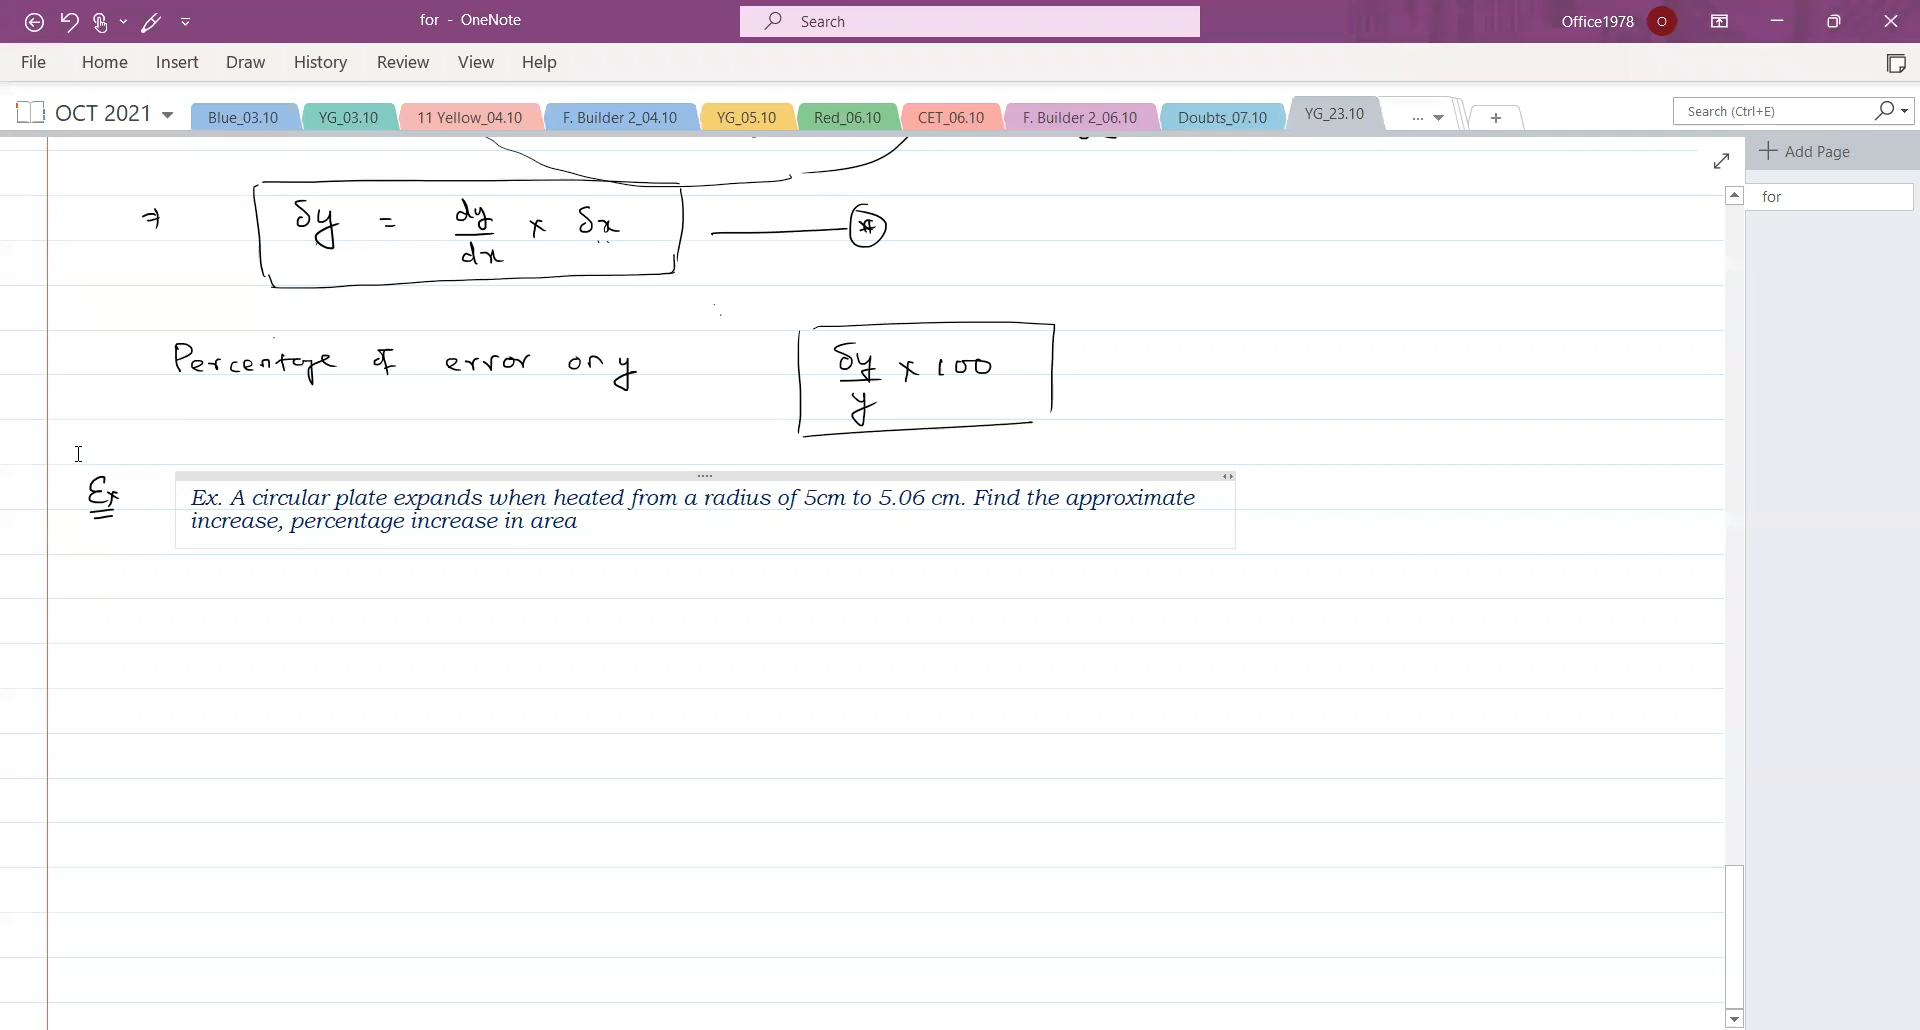 for - OneNote
Search
Office1978
O
File Home Insert Draw History Review View Help
OCT 2021
Blue_03.10
YG_03.10
11 Yellow_04.10
F. Builder 2_04.10
YG_05.10
Red_06.10
CET_06.10
F. Builder 2_06.10
Doubts_07.10
YG_23.10
...
Search (Ctrl+E)
Add Page
for
⇒ δy = dy/dx × δx ——— *
Percentage of error on y δy/y × 100
Ex
Ex. A circular plate expands when heated from a radius of 5cm to 5.06 cm. Find the approximate
increase, percentage increase in area